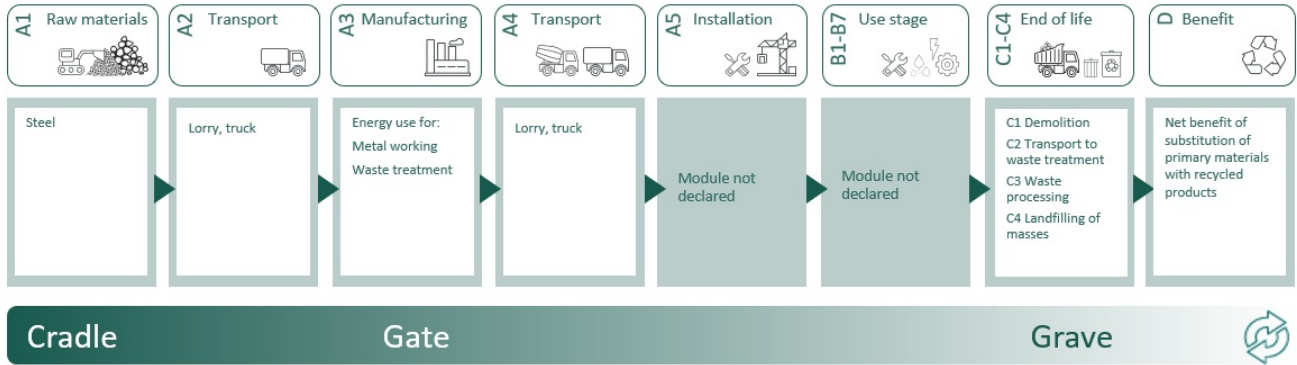 A1 Raw materials
A2 Transport
A3 Manufacturing
A4 Transport
A5 Installation
B1-B7 Use stage
C1-C4 End of life
D Benefit
Steel
Lorry, truck
Energy use for:
Metal working
Waste treatment
Lorry, truck
Module not
declared
Module not
declared
C1 Demolition
C2 Transport to
waste treatment
C3 Waste
processing
C4 Landfilling of
masses
Net benefit of
substitution of
primary materials
with recycled
products
Cradle
Gate
Grave